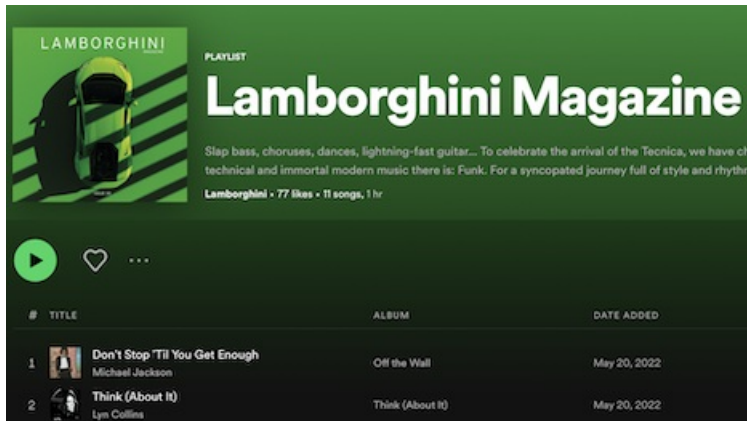 LAMBORGHINI
MAGAZINE
PLAYLIST
Lamborghini Magazine
Slap bass, choruses, dances, lightning-fast guitar... To celebrate the arrival of the Tecnica, we have ch
technical and immortal modern music there is: Funk. For a syncopated journey full of style and rhythm
Lamborghini • 77 likes • 11 songs, 1 hr
# TITLE ALBUM DATE ADDED
1 Don't Stop 'Til You Get Enough Off the Wall May 20, 2022
Michael Jackson
2 Think (About It) Think (About It) May 20, 2022
Lyn Collins